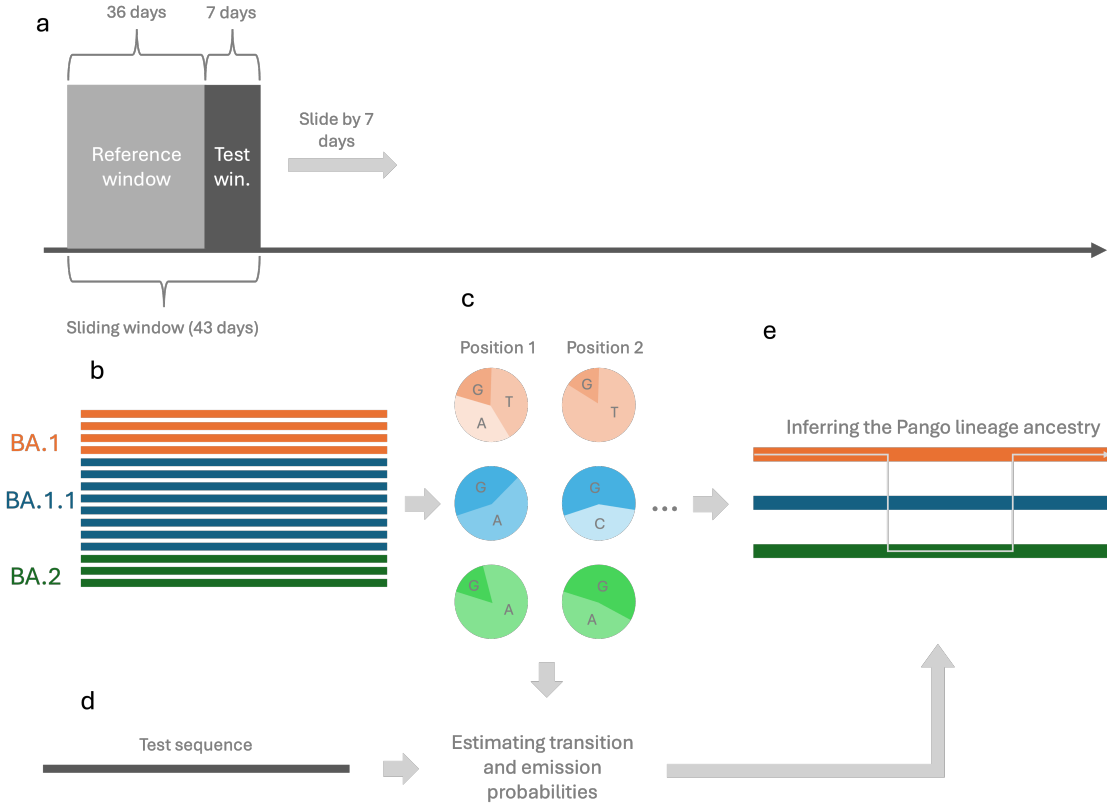 a
36 days
7 days
Reference
window
Test
win.
Slide by 7
days
Sliding window (43 days)
b
BA.1
BA.1.1
BA.2
c
Position 1
Position 2
G
T
A
G
T
G
A
G
C
G
A
G
A
...
d
Test sequence
Estimating transition
and emission
probabilities
e
Inferring the Pango lineage ancestry